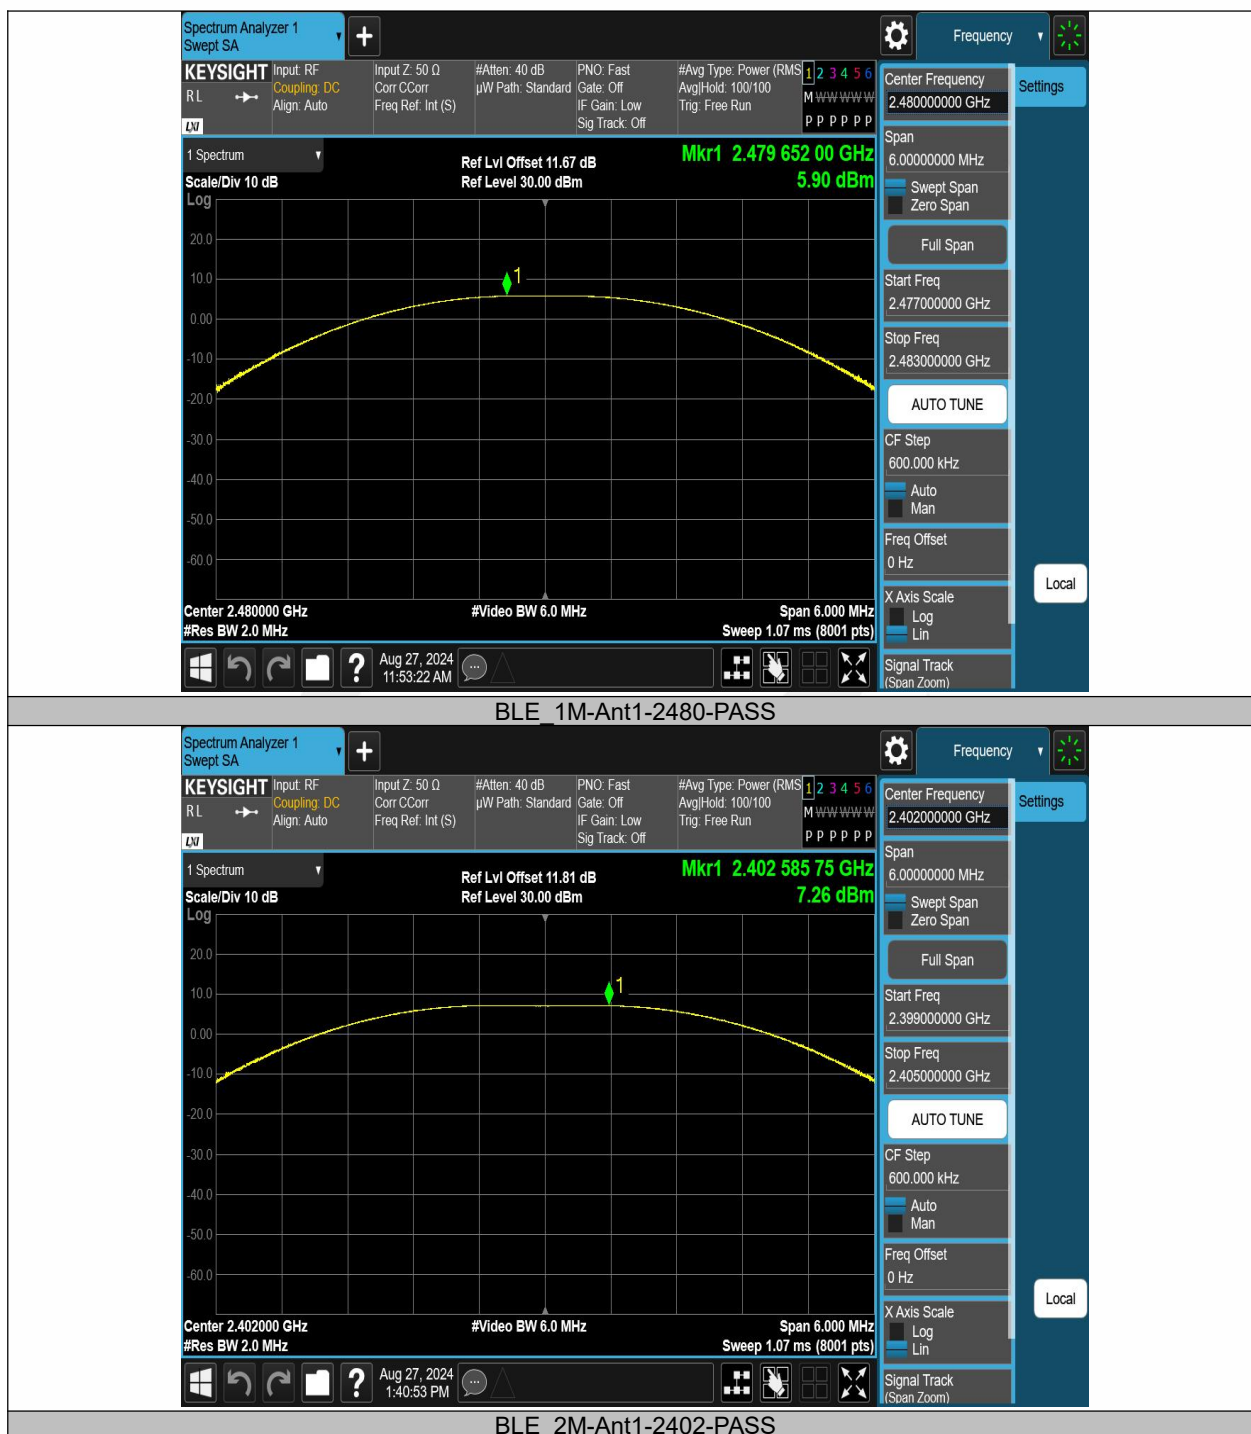 Spectrum Analyzer 1
Swept SA
Frequency
KEYSIGHT
R L
LXI
Input: RF
Coupling: DC
Align: Auto
Input Z: 50 Ω
Corr CCorr
Freq Ref: Int (S)
#Atten: 40 dB
µW Path: Standard
PNO: Fast
Gate: Off
IF Gain: Low
Sig Track: Off
#Avg Type: Power (RMS
Avg|Hold: 100/100
Trig: Free Run
1 2 3 4 5 6
M W W W W W
P P P P P P
1 Spectrum
Scale/Div 10 dB
Log
Ref Lvl Offset 11.67 dB
Ref Level 30.00 dBm
Mkr1 2.479 652 00 GHz
5.90 dBm
1
20.0
10.0
0.00
-10.0
-20.0
-30.0
-40.0
-50.0
-60.0
Center 2.480000 GHz
#Res BW 2.0 MHz
#Video BW 6.0 MHz
Span 6.000 MHz
Sweep 1.07 ms (8001 pts)
Aug 27, 2024
11:53:22 AM
Center Frequency
2.480000000 GHz
Settings
Span
6.00000000 MHz
Swept Span
Zero Span
Full Span
Start Freq
2.477000000 GHz
Stop Freq
2.483000000 GHz
AUTO TUNE
CF Step
600.000 kHz
Auto
Man
Freq Offset
0 Hz
X Axis Scale
Log
Lin
Local
Signal Track
(Span Zoom)
BLE_1M-Ant1-2480-PASS
Spectrum Analyzer 1
Swept SA
Frequency
KEYSIGHT
R L
LXI
Input: RF
Coupling: DC
Align: Auto
Input Z: 50 Ω
Corr CCorr
Freq Ref: Int (S)
#Atten: 40 dB
µW Path: Standard
PNO: Fast
Gate: Off
IF Gain: Low
Sig Track: Off
#Avg Type: Power (RMS
Avg|Hold: 100/100
Trig: Free Run
1 2 3 4 5 6
M W W W W W
P P P P P P
1 Spectrum
Scale/Div 10 dB
Log
Ref Lvl Offset 11.81 dB
Ref Level 30.00 dBm
Mkr1 2.402 585 75 GHz
7.26 dBm
1
20.0
10.0
0.00
-10.0
-20.0
-30.0
-40.0
-50.0
-60.0
Center 2.402000 GHz
#Res BW 2.0 MHz
#Video BW 6.0 MHz
Span 6.000 MHz
Sweep 1.07 ms (8001 pts)
Aug 27, 2024
1:40:53 PM
Center Frequency
2.402000000 GHz
Settings
Span
6.00000000 MHz
Swept Span
Zero Span
Full Span
Start Freq
2.399000000 GHz
Stop Freq
2.405000000 GHz
AUTO TUNE
CF Step
600.000 kHz
Auto
Man
Freq Offset
0 Hz
X Axis Scale
Log
Lin
Local
Signal Track
(Span Zoom)
BLE_2M-Ant1-2402-PASS